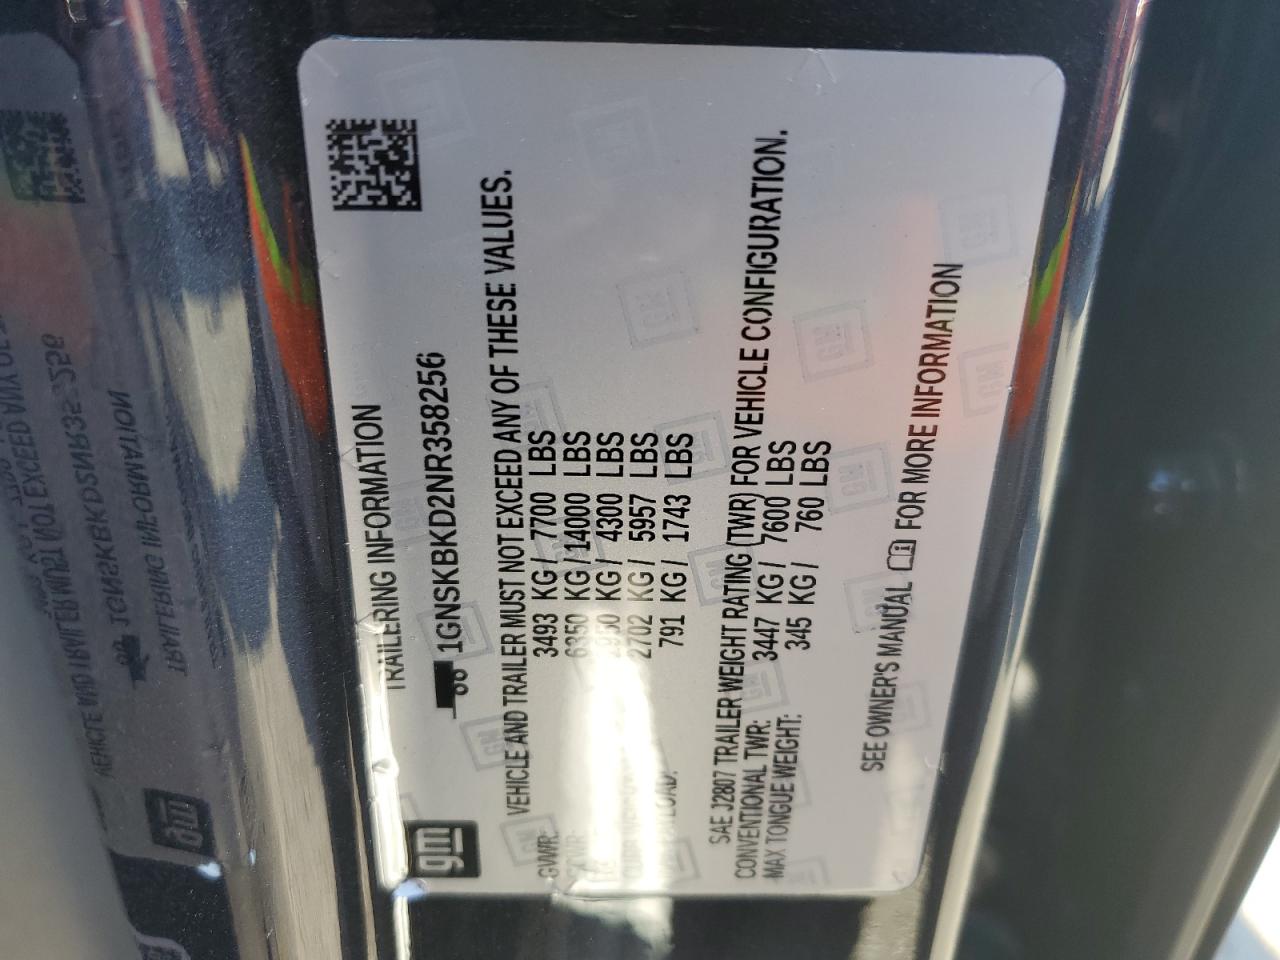 gm
TRAILERING INFORMATION
1GNSKBKD2NR358256
VEHICLE AND TRAILER MUST NOT EXCEED ANY OF THESE VALUES.
GVWR: 3493 KG / 7700 LBS
6350 KG / 14000 LBS
KG / 4300 LBS
2702 KG / 5957 LBS
791 KG / 1743 LBS
SAE J2807 TRAILER WEIGHT RATING (TWR) FOR VEHICLE CONFIGURATION.
CONVENTIONAL TWR: 3447 KG / 7600 LBS
MAX TONGUE WEIGHT: 345 KG / 760 LBS
SEE OWNER'S MANUAL FOR MORE INFORMATION